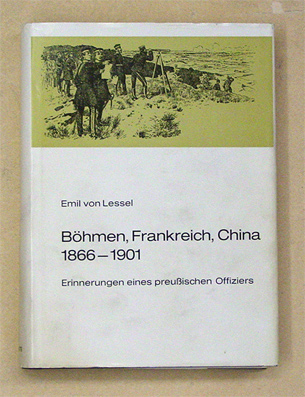 Emil von Lessel
Böhmen, Frankreich, China
1866–1901
Erinnerungen eines preußischen Offiziers